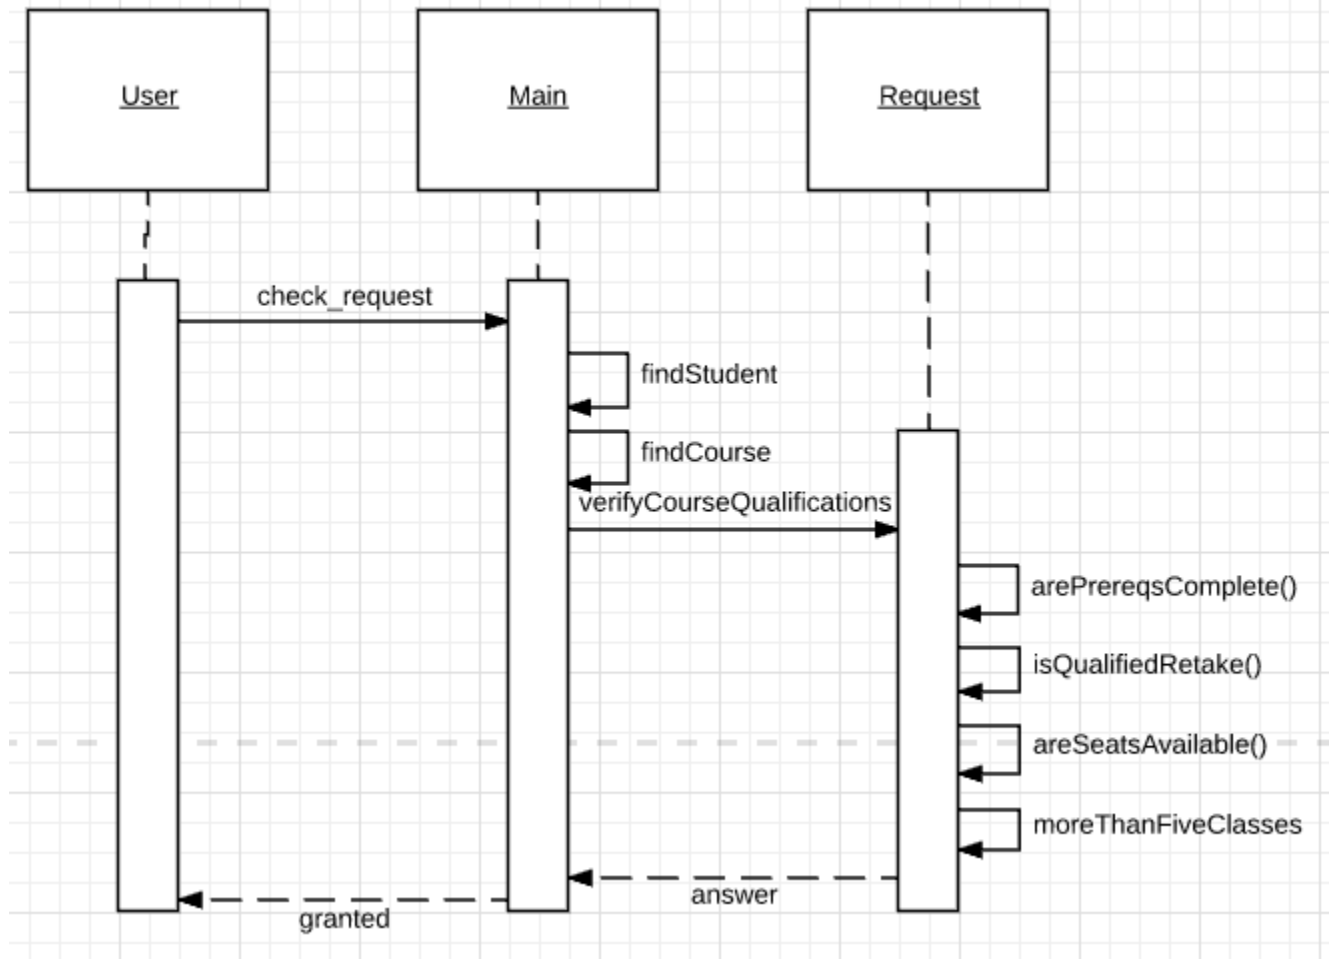 User
Main
Request
check_request
findStudent
findCourse
verifyCourseQualifications
arePrereqsComplete()
isQualifiedRetake()
areSeatsAvailable()
moreThanFiveClasses
answer
granted